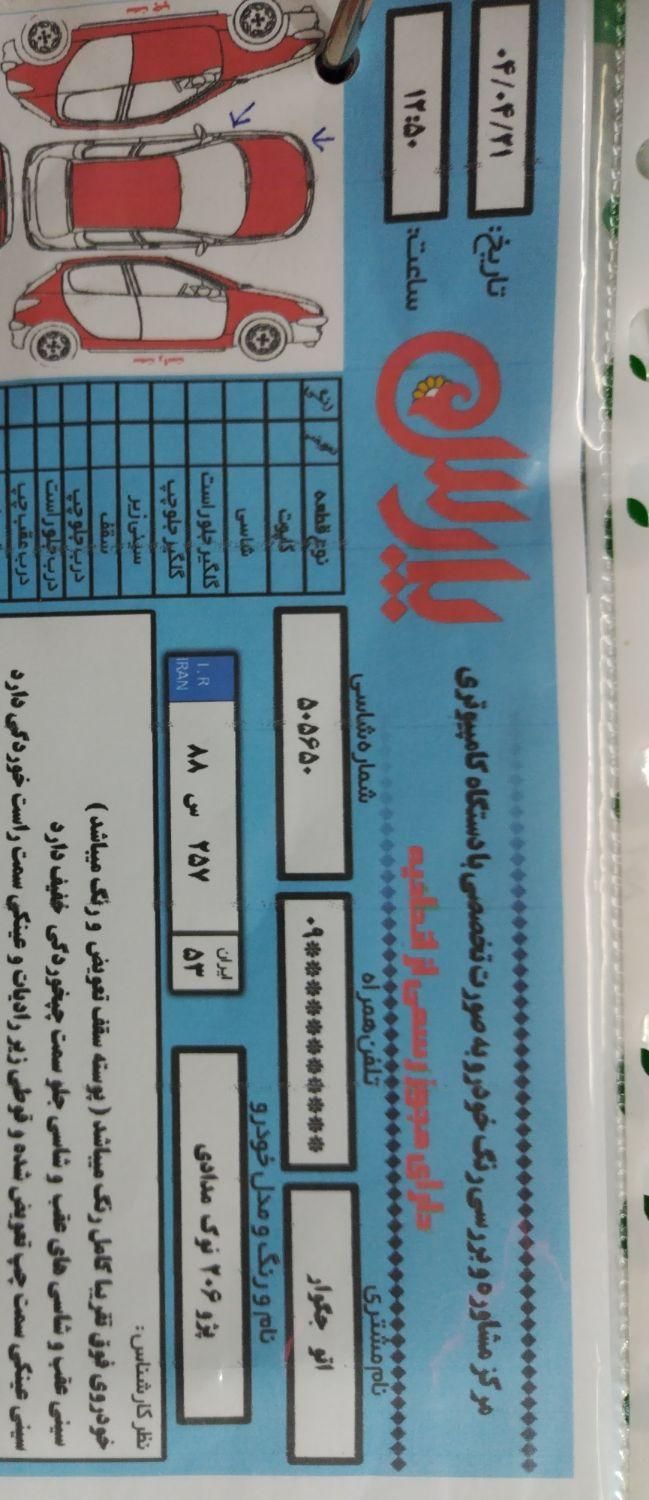 پارس
مرکز مشاوره و بررسی رنگ خودرو به صورت تخصصی با دستگاه کامپیوتری
دارای مجوز رسمی از اتحادیه
تاریخ: ۰۴/۰۴/۲۱
ساعت: ۱۲:۵۰
نام مشتری
اتو جگوار
تلفن همراه
۰۹*********
شماره شاسی
۵۰۵۶۵۰
نام و رنگ و مدل خودرو
پژو ۲۰۶ نوک مدادی
I.R
IRAN
۸۸ س ۲۵۷
ایران
۵۳
نوع قطعه
کاپوت
شاسی
گلگیر جلو راست
گلگیر جلو چپ
سینی زیر
سقف
درب جلو چپ
درب جلو راست
درب عقب چپ
نظر کارشناس :
خودروی فوق تقریبا کامل رنگ میباشد ( پوسته سقف تعویض و رنگ میباشد )
سینی عقب و شاسی های عقب و شاسی جلو سمت چپ خوردگی خفیف دارد
سینی عینکی سمت چپ تعویض شده و قوطی زیر رادیات و عینکی سمت راست خوردگی دارد